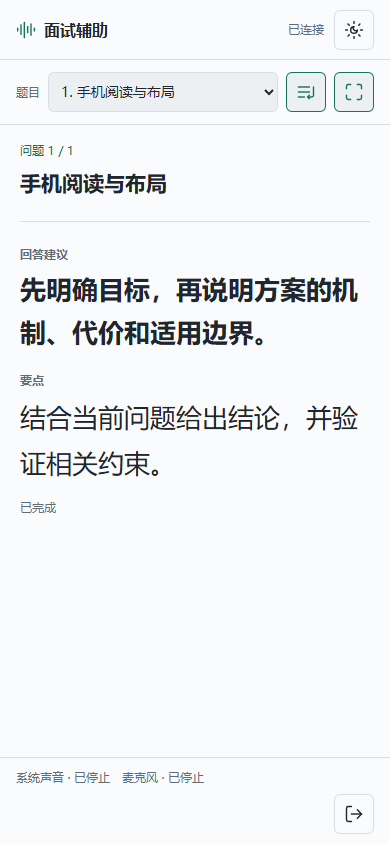 面试辅助
已连接
题目
1. 手机阅读与布局
问题 1 / 1
手机阅读与布局
回答建议
先明确目标，再说明方案的机
制、代价和适用边界。
要点
结合当前问题给出结论，并验
证相关约束。
已完成
系统声音 · 已停止 麦克风 · 已停止